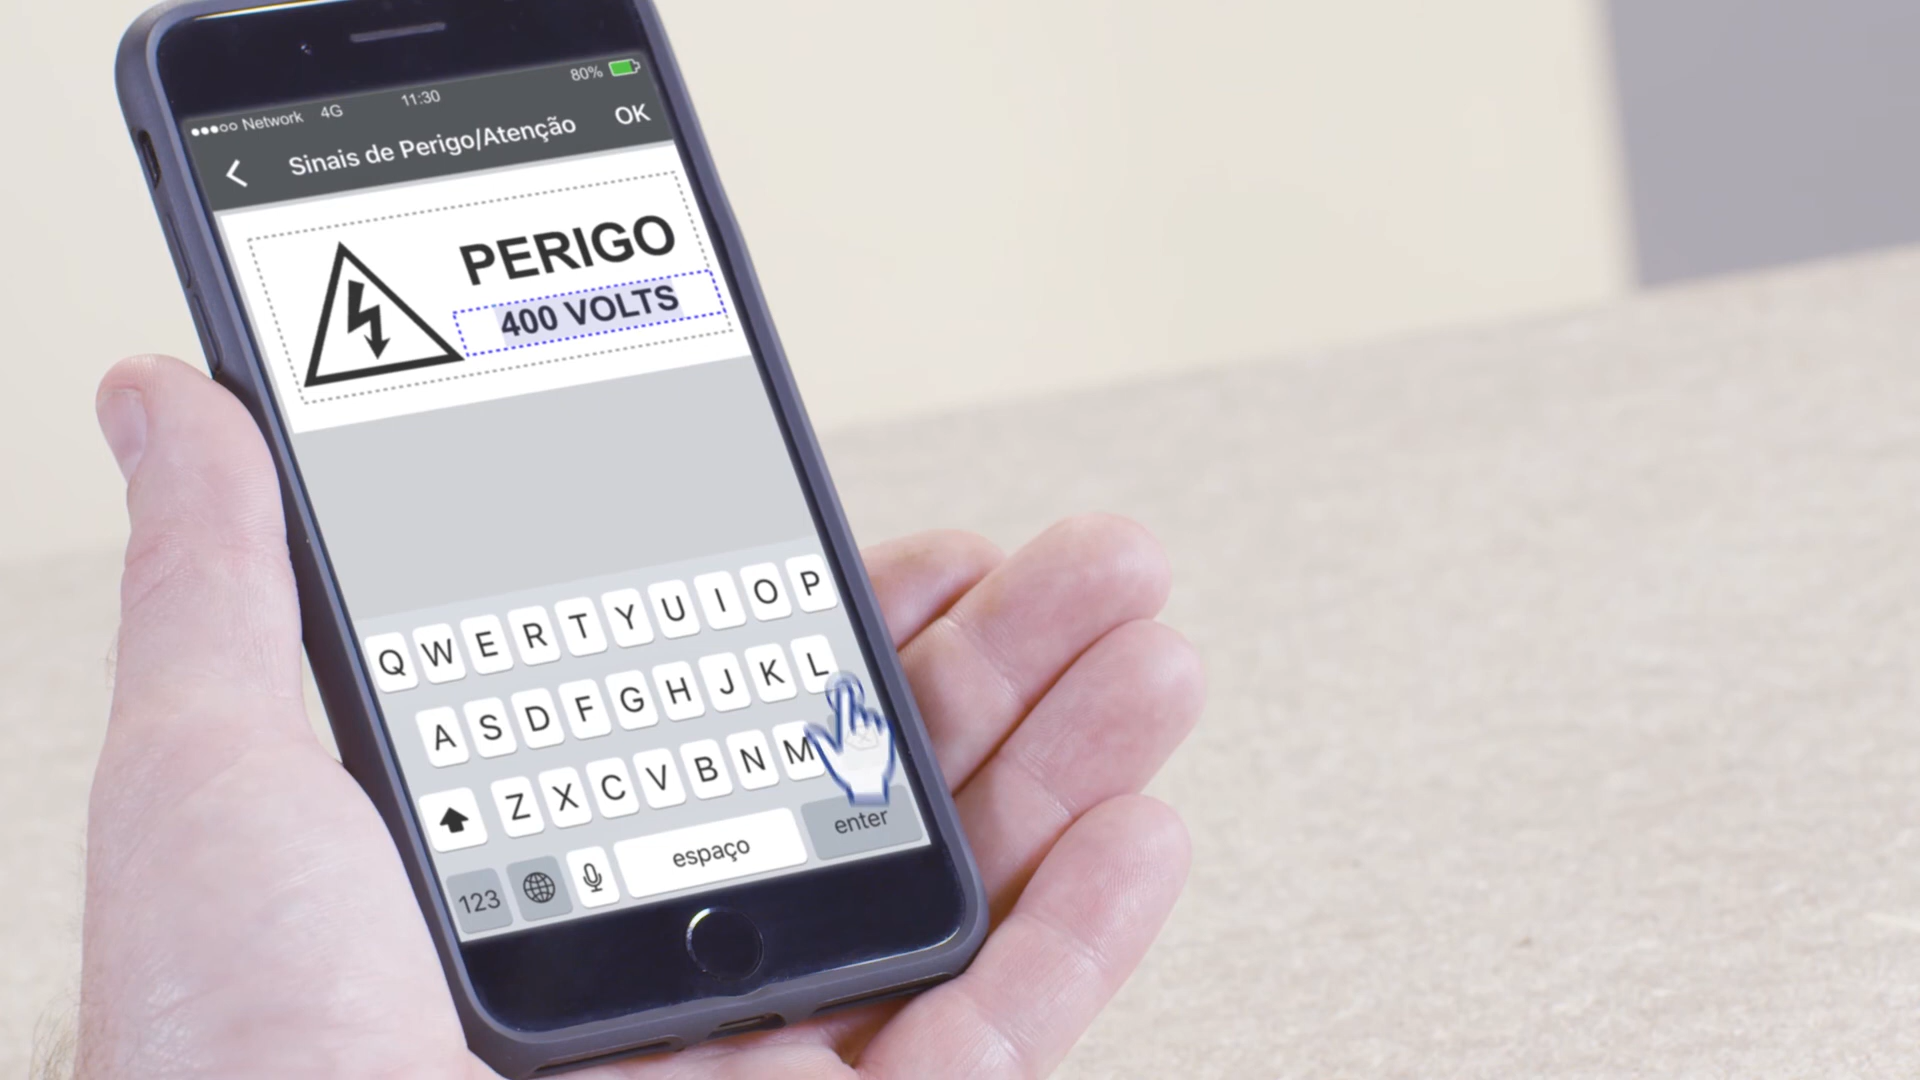 ●●●○○ Network 4G 11:30 80%
Sinais de Perigo/Atenção OK
PERIGO
400 VOLTS
Q W E R T Y U I O P
A S D F G H J K L
Z X C V B N M
123 espaço enter